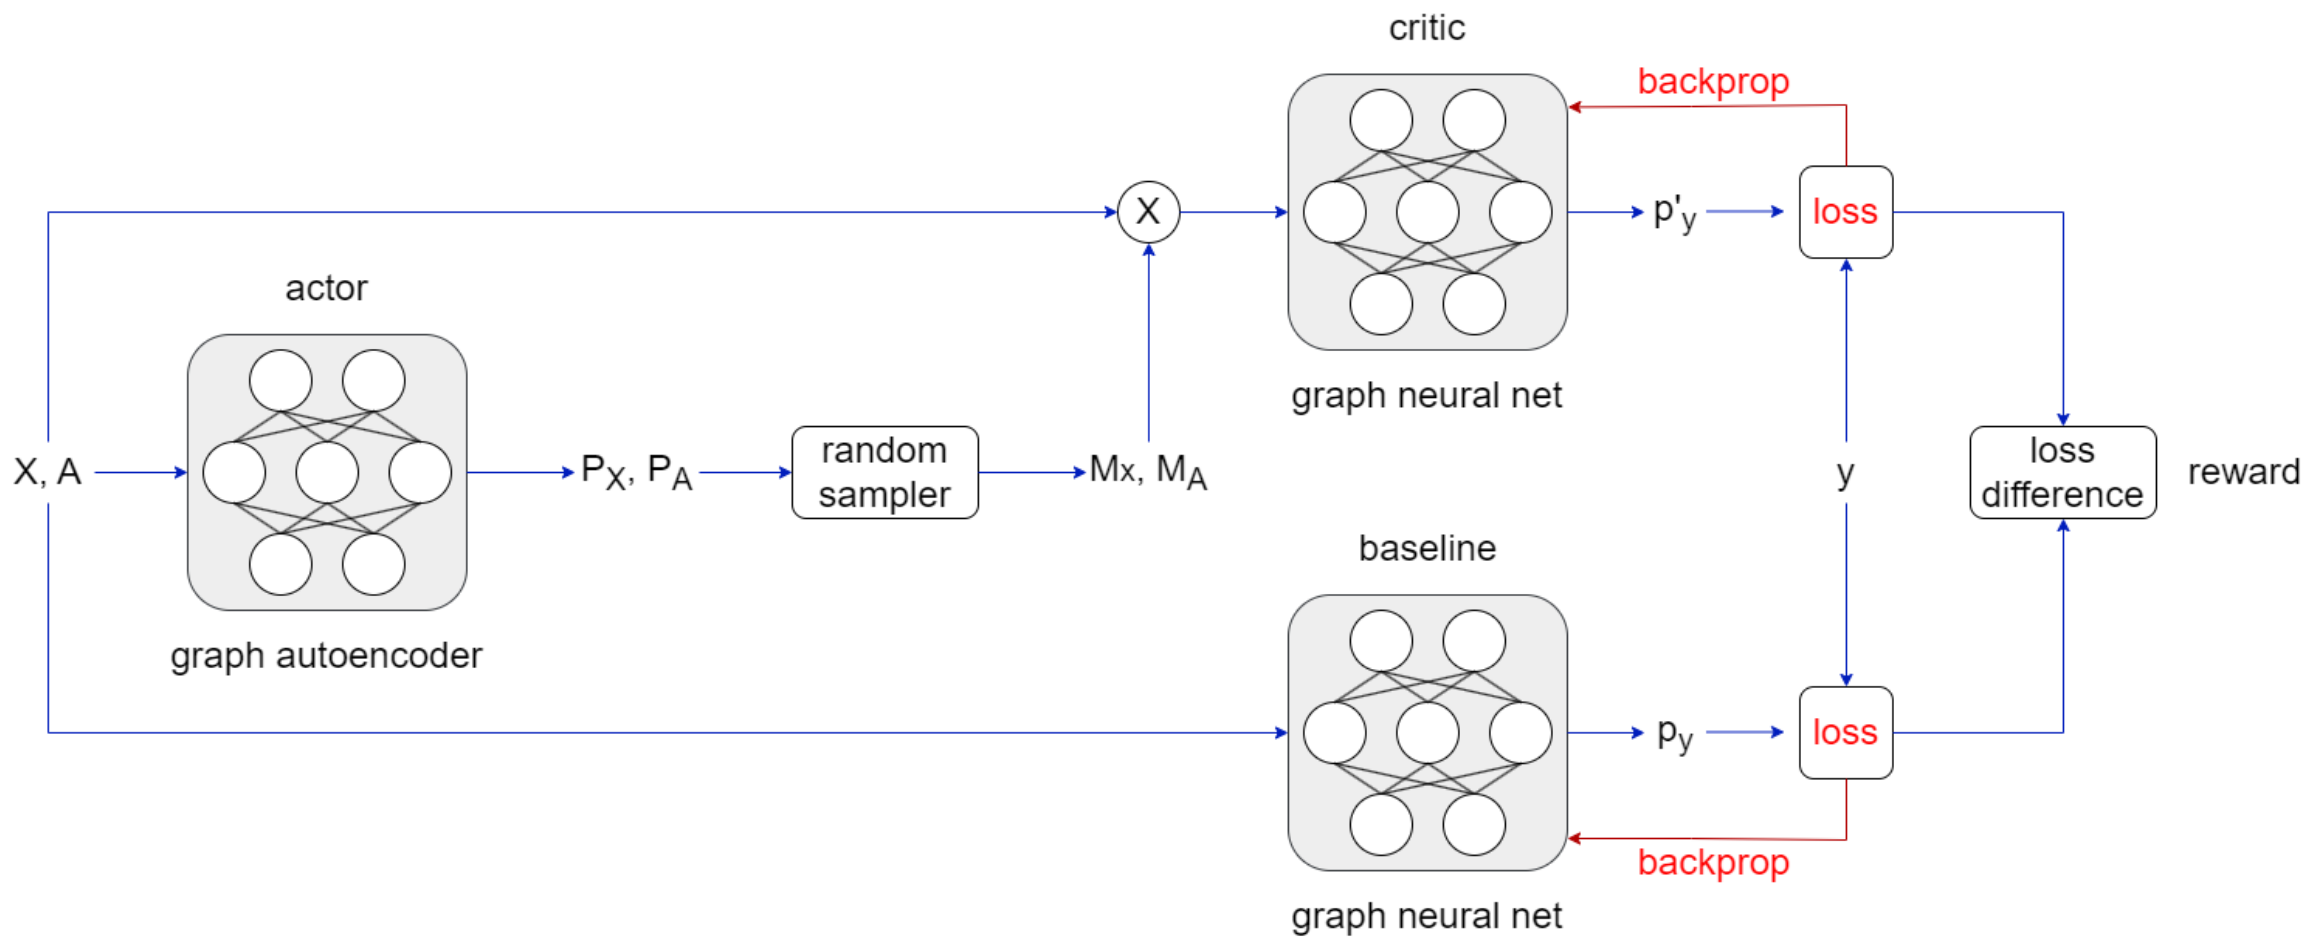 critic
backprop
X
p'y
loss
graph neural net
actor
X, A
PX, PA
random
sampler
Mx, MA
y
loss
difference
reward
graph autoencoder
baseline
py
loss
backprop
graph neural net